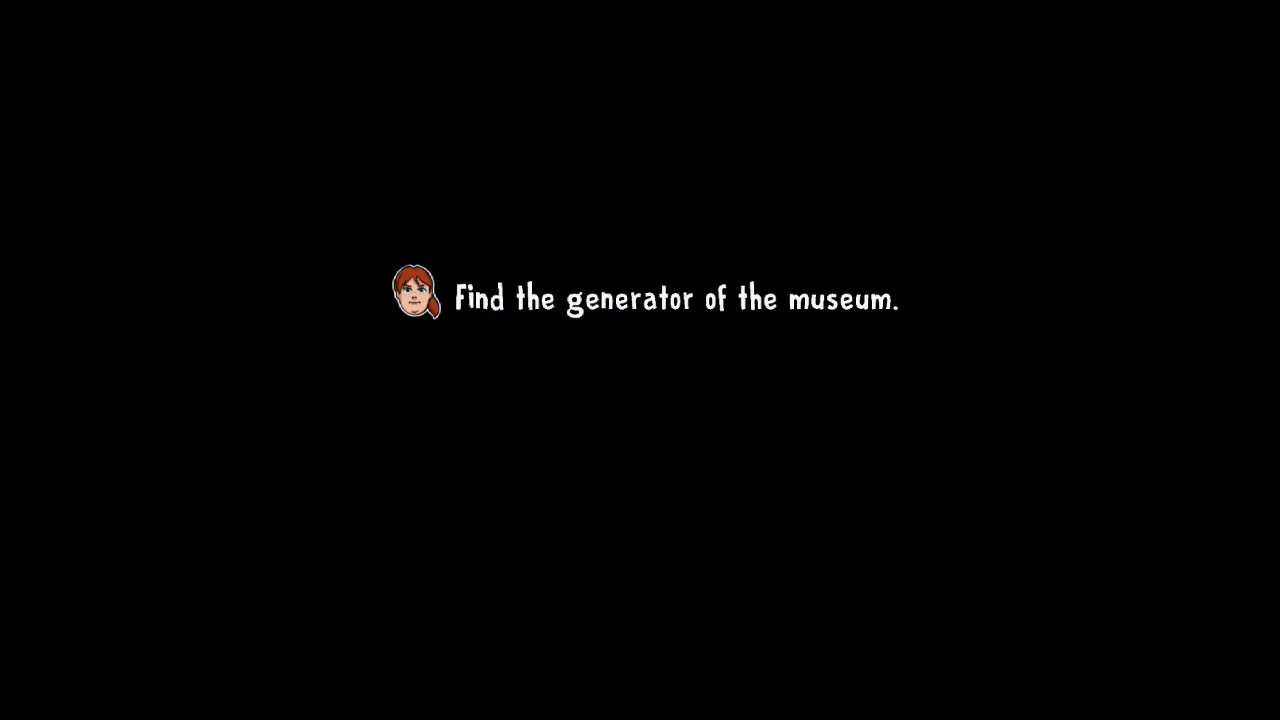 Find the generator of the museum.